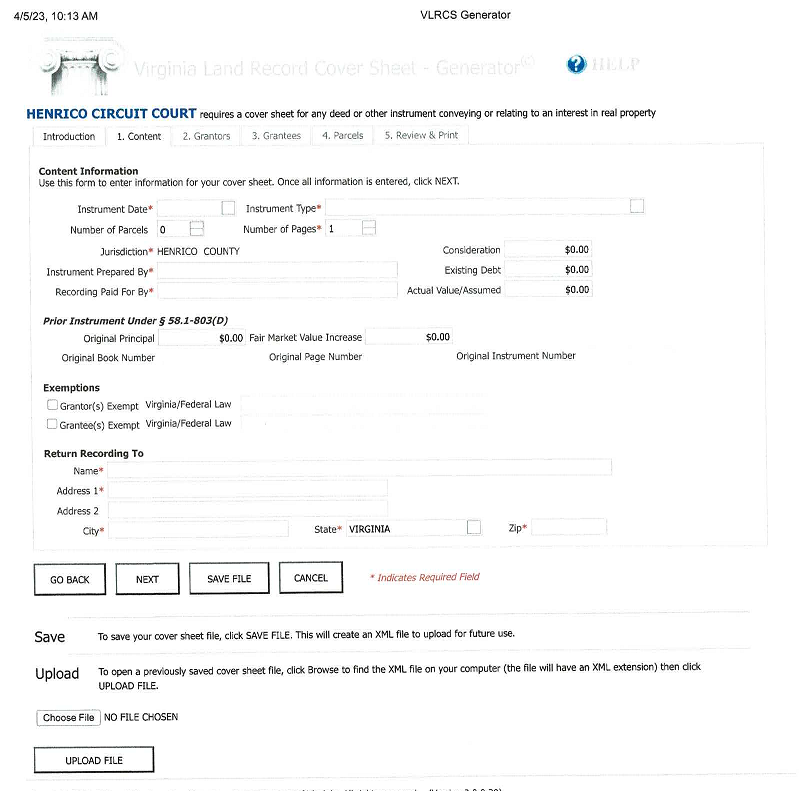 4/5/23, 10:13 AM VLRCS Generator
Virginia Land Record Cover Sheet - Generator©
? HELP
HENRICO CIRCUIT COURT requires a cover sheet for any deed or other instrument conveying or relating to an interest in real property
Introduction 1. Content 2. Grantors 3. Grantees 4. Parcels 5. Review & Print
Content Information
Use this form to enter information for your cover sheet. Once all information is entered, click NEXT.
Instrument Date* Instrument Type*
Number of Parcels 0 Number of Pages* 1
Jurisdiction* HENRICO COUNTY Consideration $0.00
Instrument Prepared By* Existing Debt $0.00
Recording Paid For By* Actual Value/Assumed $0.00
Prior Instrument Under § 58.1-803(D)
Original Principal $0.00 Fair Market Value Increase $0.00
Original Book Number Original Page Number Original Instrument Number
Exemptions
Grantor(s) Exempt Virginia/Federal Law
Grantee(s) Exempt Virginia/Federal Law
Return Recording To
Name*
Address 1*
Address 2
City* State* VIRGINIA Zip*
GO BACK NEXT SAVE FILE CANCEL * Indicates Required Field
Save To save your cover sheet file, click SAVE FILE. This will create an XML file to upload for future use.
Upload To open a previously saved cover sheet file, click Browse to find the XML file on your computer (the file will have an XML extension) then click
UPLOAD FILE.
Choose File NO FILE CHOSEN
UPLOAD FILE